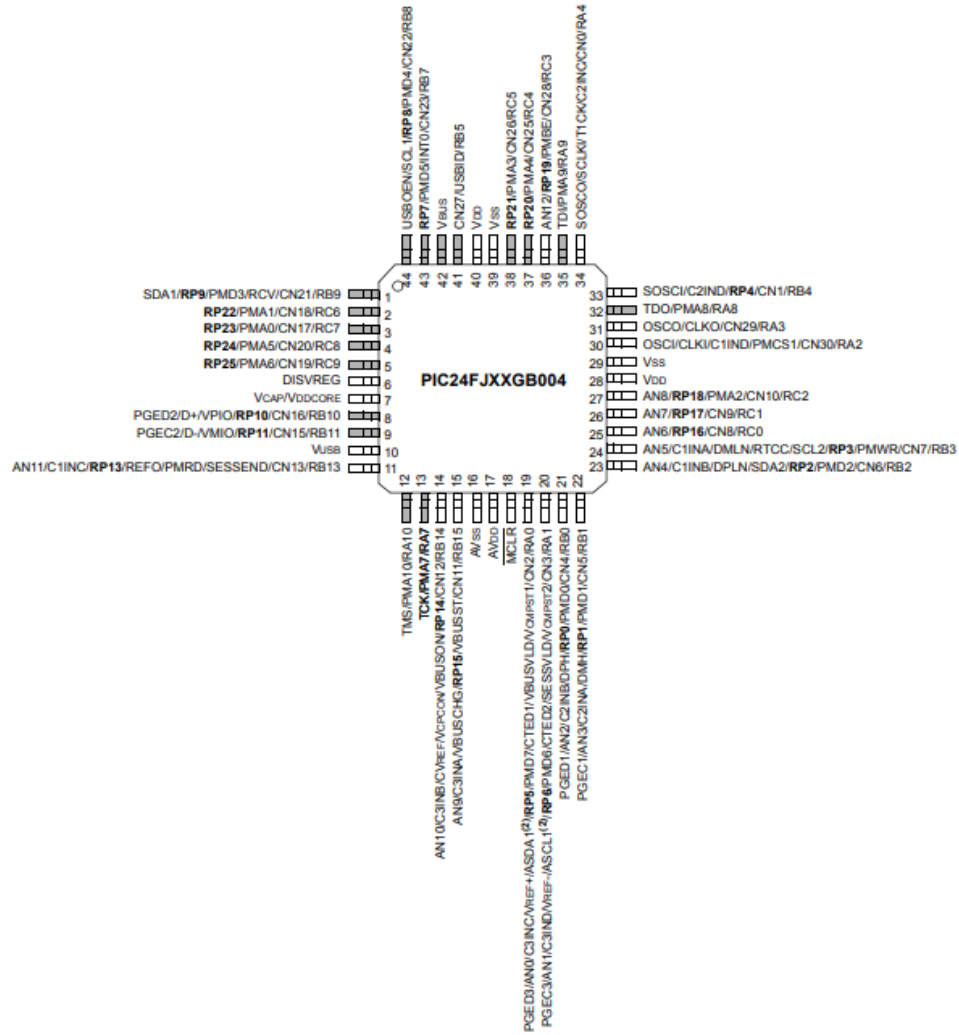 USBOEN/SCL1/RP8/PMD4/CN22/RB8
RP7/PMD5/INT0/CN23/RB7
VBUS
CN27/USBID/RB5
VDD
VSS
RP21/PMA3/CN26/RC5
RP20/PMA4/CN25/RC4
AN12/RP19/PMBE/CN28/RC3
TDI/PMA9/RA9
SOSCO/SCLKI/T1CK/C2INC/CN0/RA4
44 43 42 41 40 39 38 37 36 35 34
SDA1/RP9/PMD3/RCV/CN21/RB9 1
RP22/PMA1/CN18/RC6 2
RP23/PMA0/CN17/RC7 3
RP24/PMA5/CN20/RC8 4
RP25/PMA6/CN19/RC9 5
DISVREG 6
VCAP/VDDCORE 7
PGED2/D+/VPIO/RP10/CN16/RB10 8
PGEC2/D-/VMIO/RP11/CN15/RB11 9
VUSB 10
AN11/C1INC/RP13/REFO/PMRD/SESSEND/CN13/RB13 11
PIC24FJXXGB004
33 SOSCI/C2IND/RP4/CN1/RB4
32 TDO/PMA8/RA8
31 OSCO/CLKO/CN29/RA3
30 OSCI/CLKI/C1IND/PMCS1/CN30/RA2
29 VSS
28 VDD
27 AN8/RP18/PMA2/CN10/RC2
26 AN7/RP17/CN9/RC1
25 AN6/RP16/CN8/RC0
24 AN5/C1INA/DMLN/RTCC/SCL2/RP3/PMWR/CN7/RB3
23 AN4/C1INB/DPLN/SDA2/RP2/PMD2/CN6/RB2
12 13 14 15 16 17 18 19 20 21 22
TMS/PMA10/RA10
TCK/PMA7/RA7
AN10/C3INB/CVREF/VCPCON/VBUSON/RP14/CN12/RB14
AN9/C3INA/VBUSCHG/RP15/VBUSST/CN11/RB15
AVSS
AVDD
MCLR
PGED3/AN0/C3INC/VREF+/ASDA1(2)/RP5/PMD7/CTED1/VBUSVLD/VCMPST1/CN2/RA0
PGEC3/AN1/C3IND/VREF-/ASCL1(2)/RP6/PMD6/CTED2/SESSVLD/VCMPST2/CN3/RA1
PGED1/AN2/C2INB/DPH/RP0/PMD0/CN4/RB0
PGEC1/AN3/C2INA/DMH/RP1/PMD1/CN5/RB1